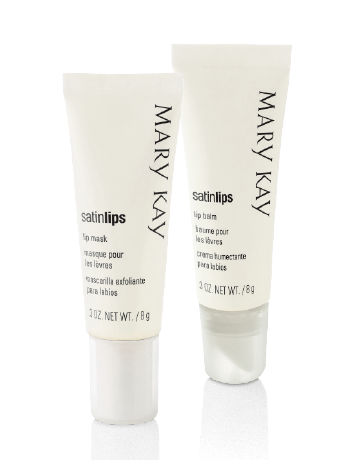 MARY KAY
satinlips
lip mask
masque pour
les lèvres
mascarilla exfoliante
para labios
.3 OZ. NET WT. / 8 g
MARY KAY
satinlips
lip balm
baume pour
les lèvres
crema humectante
para labios
.3 OZ. NET WT. / 8 g